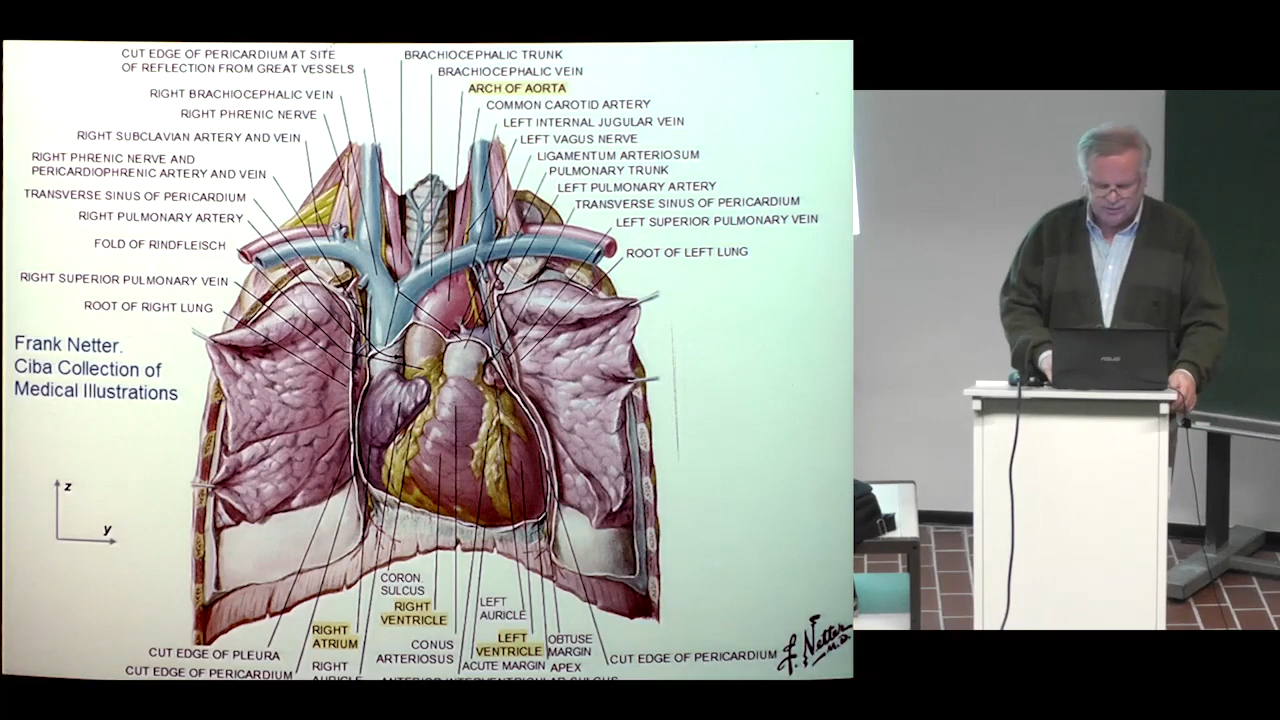 CUT EDGE OF PERICARDIUM AT SITE
OF REFLECTION FROM GREAT VESSELS
RIGHT BRACHIOCEPHALIC VEIN
RIGHT PHRENIC NERVE
RIGHT SUBCLAVIAN ARTERY AND VEIN
RIGHT PHRENIC NERVE AND
PERICARDIOPHRENIC ARTERY AND VEIN
TRANSVERSE SINUS OF PERICARDIUM
RIGHT PULMONARY ARTERY
FOLD OF RINDFLEISCH
RIGHT SUPERIOR PULMONARY VEIN
ROOT OF RIGHT LUNG
BRACHIOCEPHALIC TRUNK
BRACHIOCEPHALIC VEIN
ARCH OF AORTA
COMMON CAROTID ARTERY
LEFT INTERNAL JUGULAR VEIN
LEFT VAGUS NERVE
LIGAMENTUM ARTERIOSUM
PULMONARY TRUNK
LEFT PULMONARY ARTERY
TRANSVERSE SINUS OF PERICARDIUM
LEFT SUPERIOR PULMONARY VEIN
ROOT OF LEFT LUNG
Frank Netter.
Ciba Collection of
Medical Illustrations
z
y
CUT EDGE OF PLEURA
CUT EDGE OF PERICARDIUM
RIGHT
ATRIUM
RIGHT
AURICLE
CORON.
SULCUS
RIGHT
VENTRICLE
CONUS
ARTERIOSUS
ANTERIOR INTERVENTRICULAR SULCUS
LEFT
AURICLE
LEFT
VENTRICLE
ACUTE MARGIN
OBTUSE
MARGIN
APEX
CUT EDGE OF PERICARDIUM
F. Netter
M.D.
ASUS